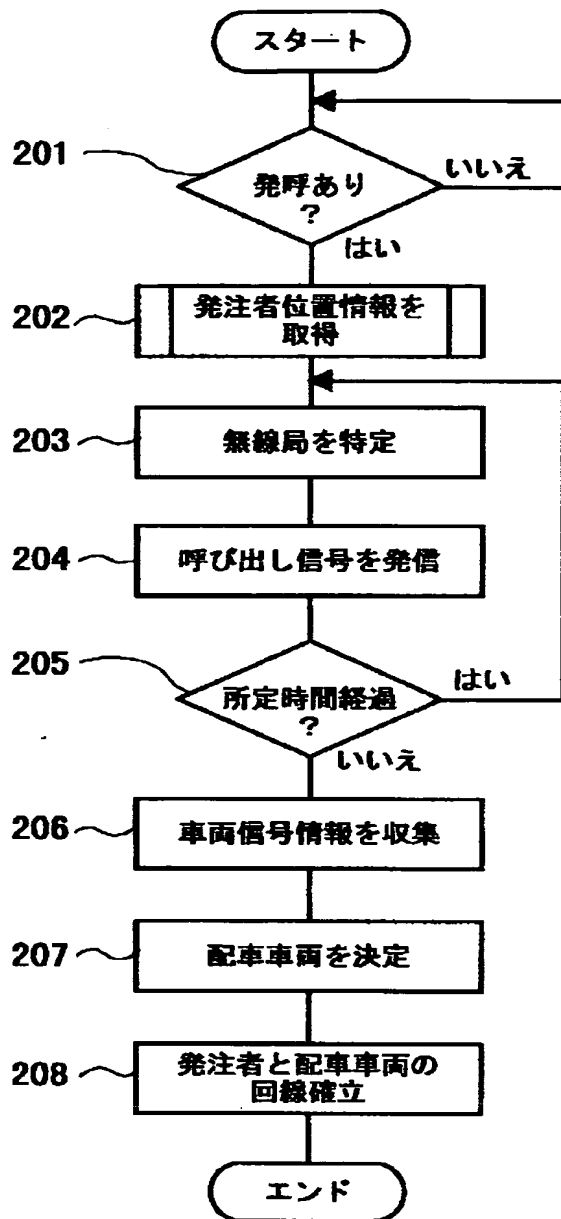 スタート
201
発呼あり
?
いいえ
はい
202
発注者位置情報を
取得
203
無線局を特定
204
呼び出し信号を発信
205
所定時間経過
?
はい
いいえ
206
車両信号情報を収集
207
配車車両を決定
208
発注者と配車車両の
回線確立
エンド